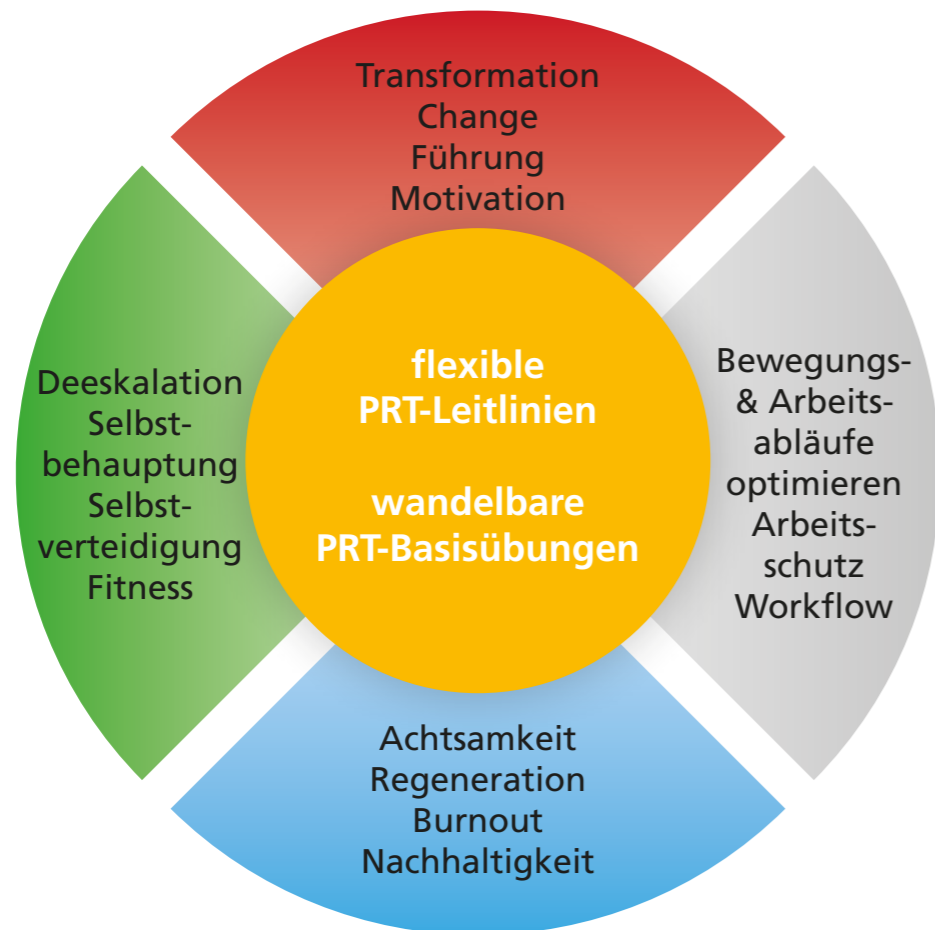 Transformation
Change
Führung
Motivation
Deeskalation
Selbst-
behauptung
Selbst-
verteidigung
Fitness
flexible
PRT-Leitlinien
wandelbare
PRT-Basisübungen
Bewegungs-
& Arbeits-
abläufe
optimieren
Arbeits-
schutz
Workflow
Achtsamkeit
Regeneration
Burnout
Nachhaltigkeit